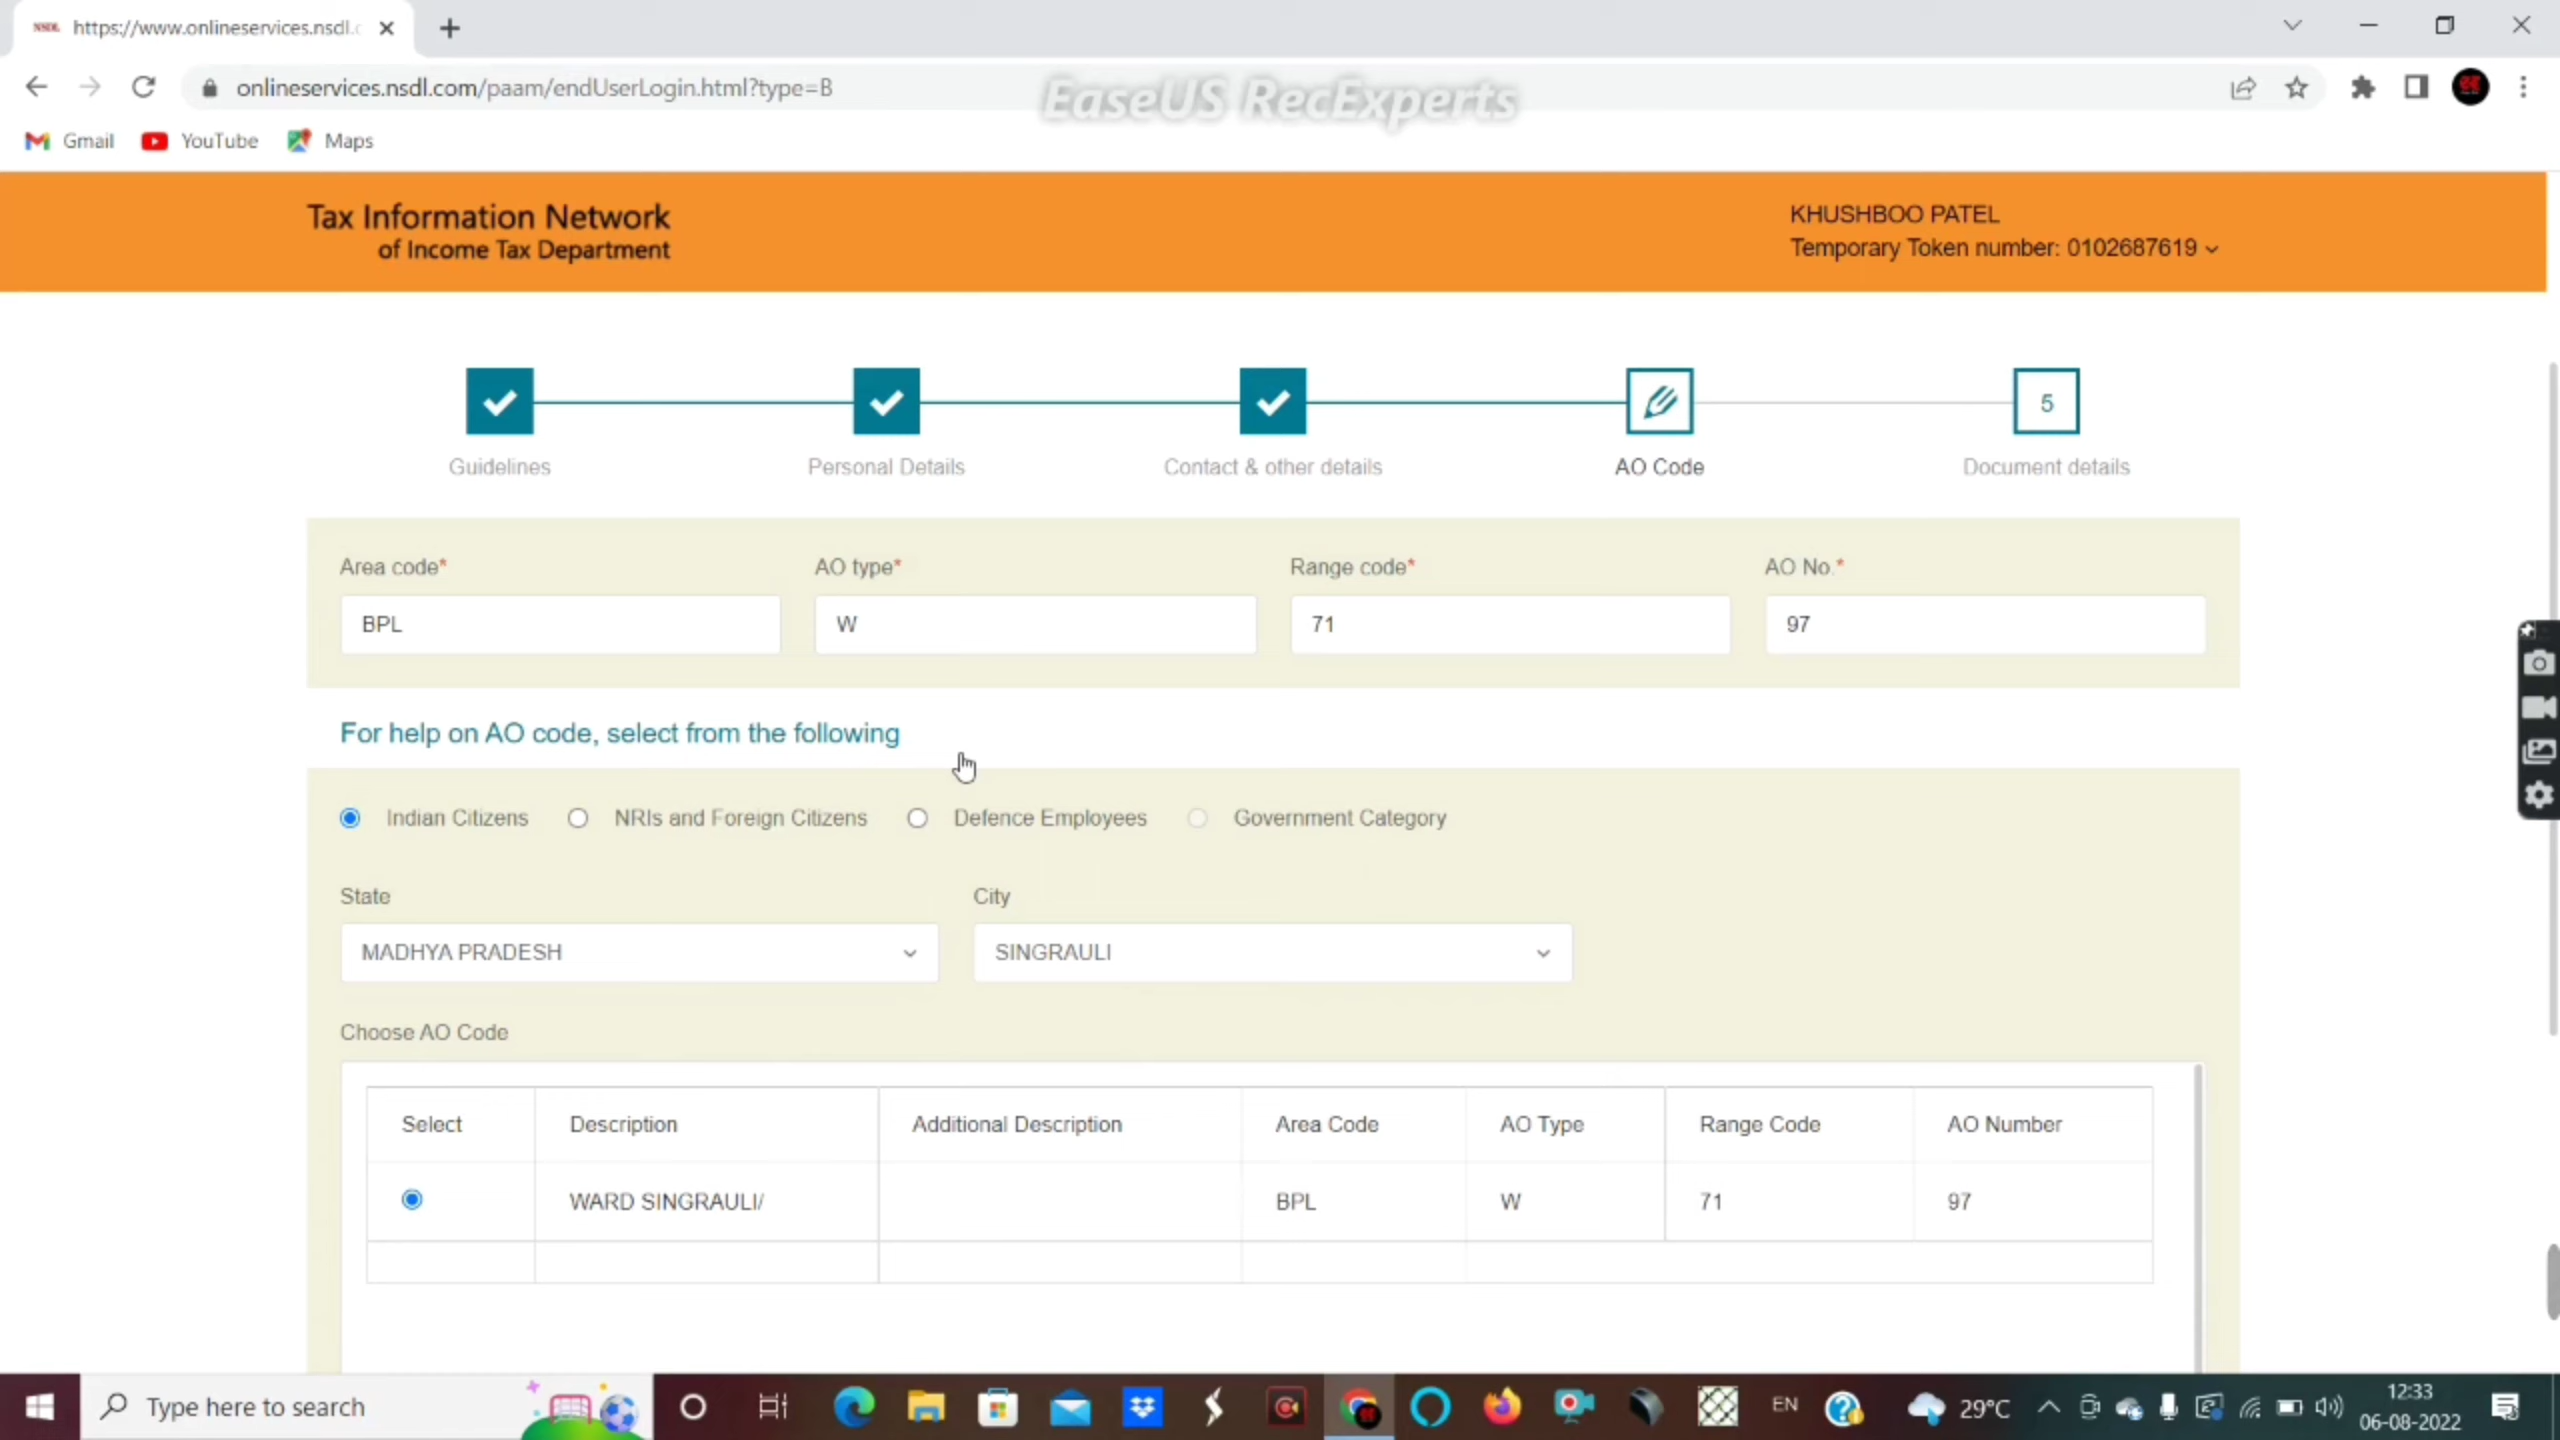 NSDL https://www.onlineservices.nsdl.c
onlineservices.nsdl.com/paam/endUserLogin.html?type=B
EaseUS RecExperts
Gmail YouTube Maps
Tax Information Network
of Income Tax Department
KHUSHBOO PATEL
Temporary Token number: 0102687619
5
Guidelines Personal Details Contact & other details AO Code Document details
Area code* AO type* Range code* AO No.*
BPL W 71 97
For help on AO code, select from the following
Indian Citizens NRIs and Foreign Citizens Defence Employees Government Category
State City
MADHYA PRADESH SINGRAULI
Choose AO Code
Select Description Additional Description Area Code AO Type Range Code AO Number
WARD SINGRAULI/ BPL W 71 97
Type here to search
EN
29°C
12:33
06-08-2022